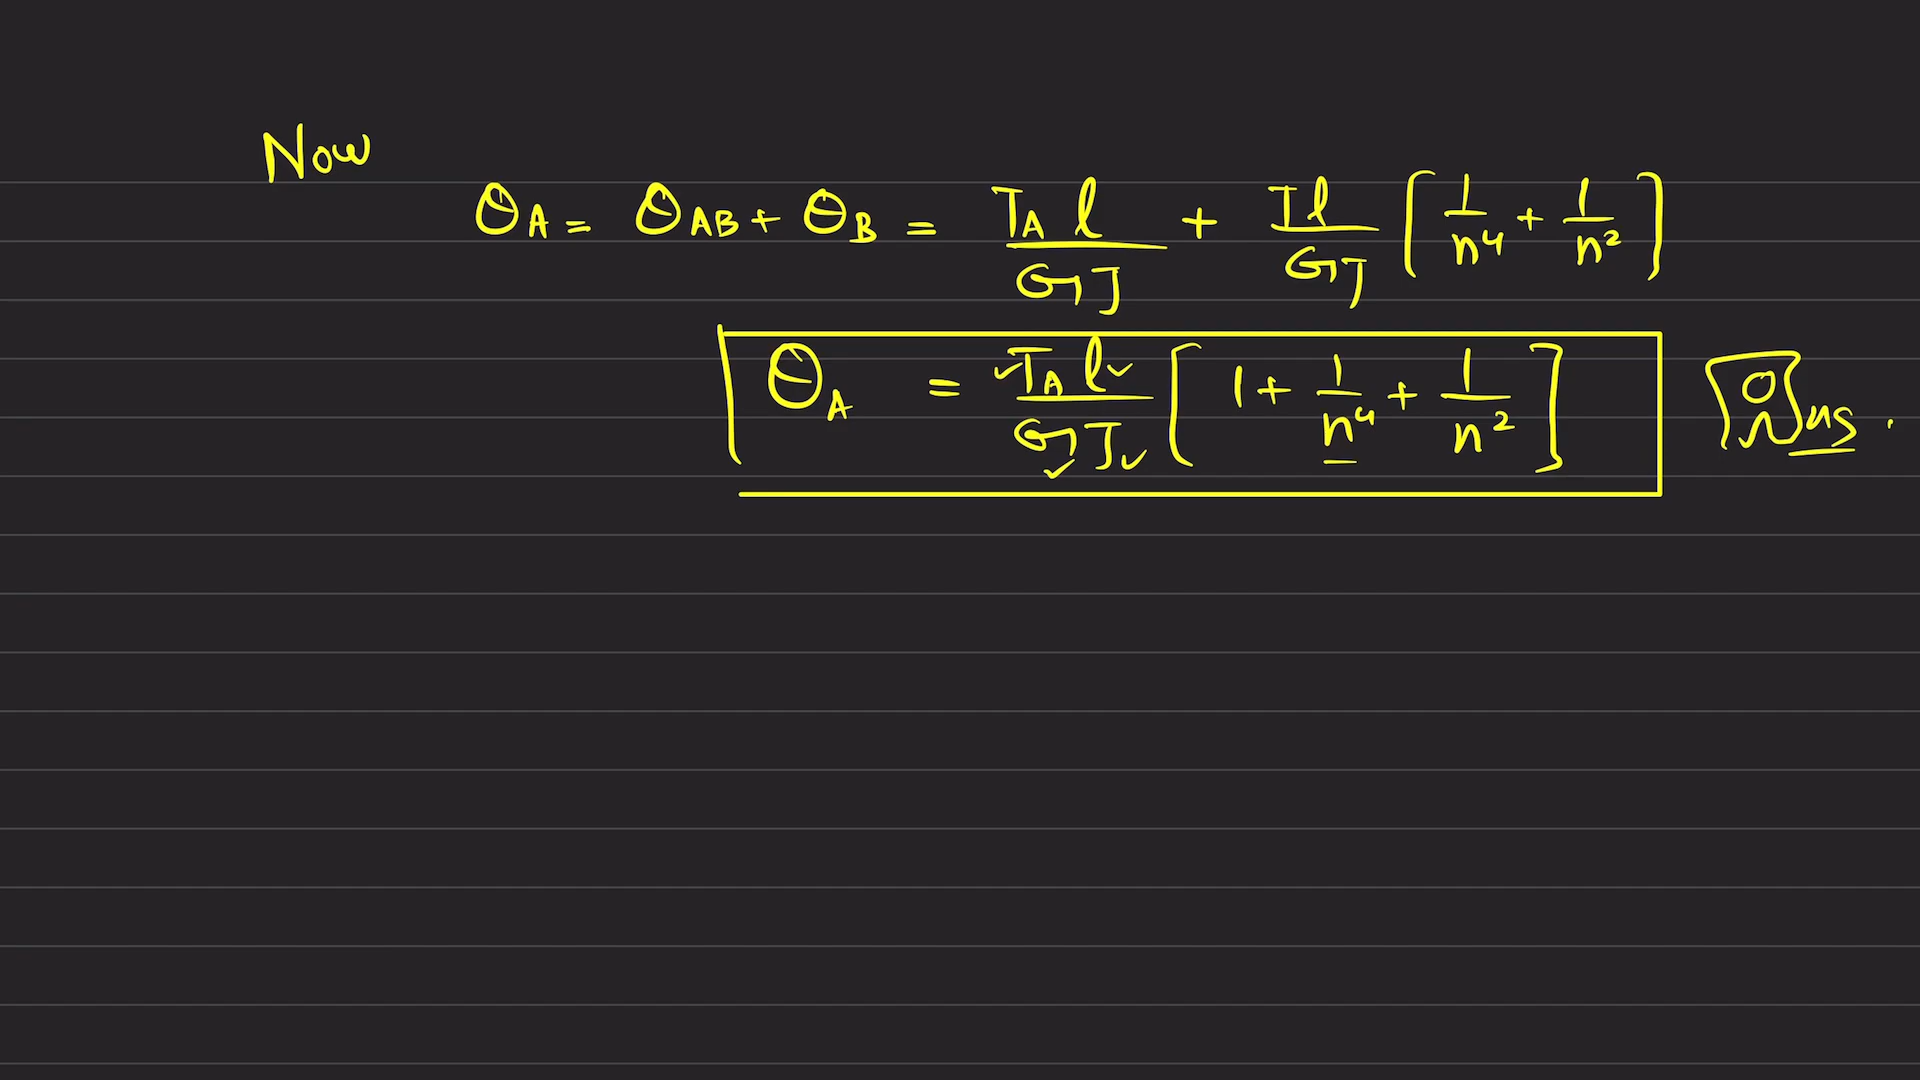 Now
θA = θAB + θB = TA l / GJ + Tl / GJ [1/n⁴ + 1/n²]
θA = TA l / GJ [1 + 1/n⁴ + 1/n²]